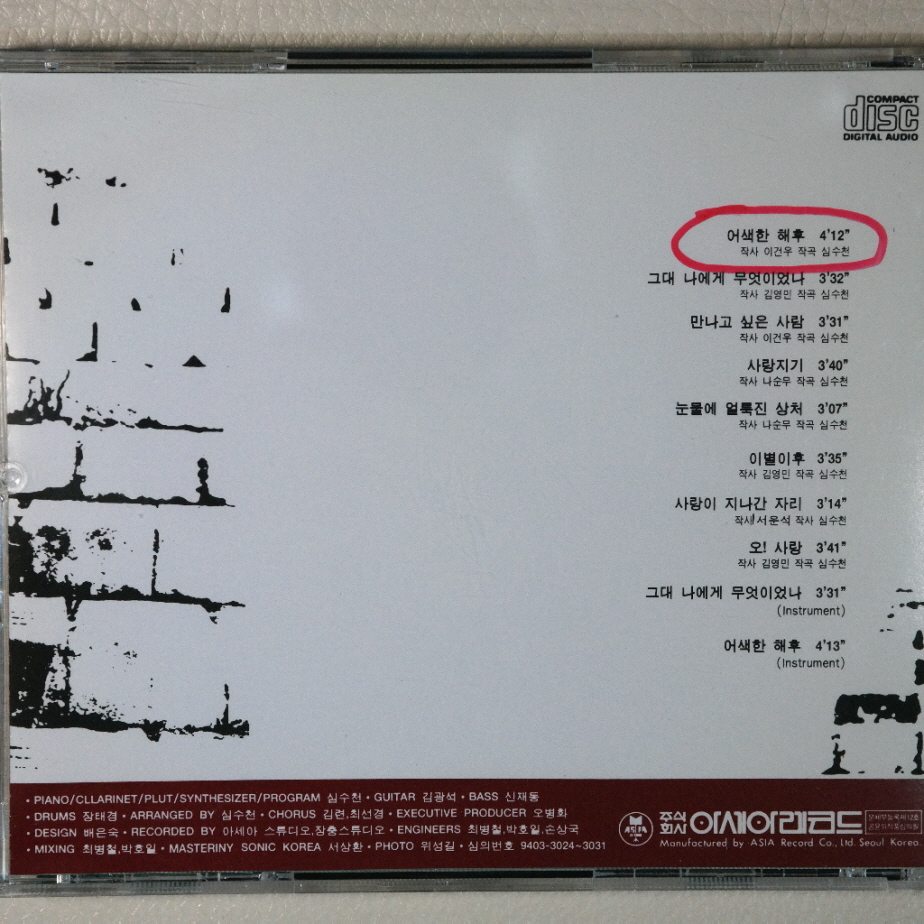 COMPACT
disc
DIGITAL AUDIO
어색한 해후 4'12"
작사 이건우 작곡 심수천
그대 나에게 무엇이었나 3'32"
작사 김영민 작곡 심수천
만나고 싶은 사람 3'31"
작사 이건우 작곡 심수천
사랑지기 3'40"
작사 나순무 작곡 심수천
눈물에 얼룩진 상처 3'07"
작사 나순무 작곡 심수천
이별이후 3'35"
작사 김영민 작곡 심수천
사랑이 지나간 자리 3'14"
작사/서운석 작사 심수천
오! 사랑 3'41"
작사 김영민 작곡 심수천
그대 나에게 무엇이었나 3'31"
(Instrument)
어색한 해후 4'13"
(Instrument)
• PIANO/CLLARINET/PLUT/SYNTHESIZER/PROGRAM 심수천 • GUITAR 김광석 • BASS 신재동
• DRUMS 장태경 • ARRANGED BY 심수천 • CHORUS 김련,최선경 • EXECUTIVE PRODUCER 오병화
• DESIGN 배은숙 • RECORDED BY 아세아 스튜디오,장충스튜디오 • ENGINEERS 최병철,박호일,손상국
• MIXING 최병철,박호일 • MASTERINY SONIC KOREA 서상환 • PHOTO 위성길 • 심의번호 9403-3024~3031
ASIA
주식회사 아세아레코드
Manufactured by ASIA Record Co., Ltd. Seoul Korea.